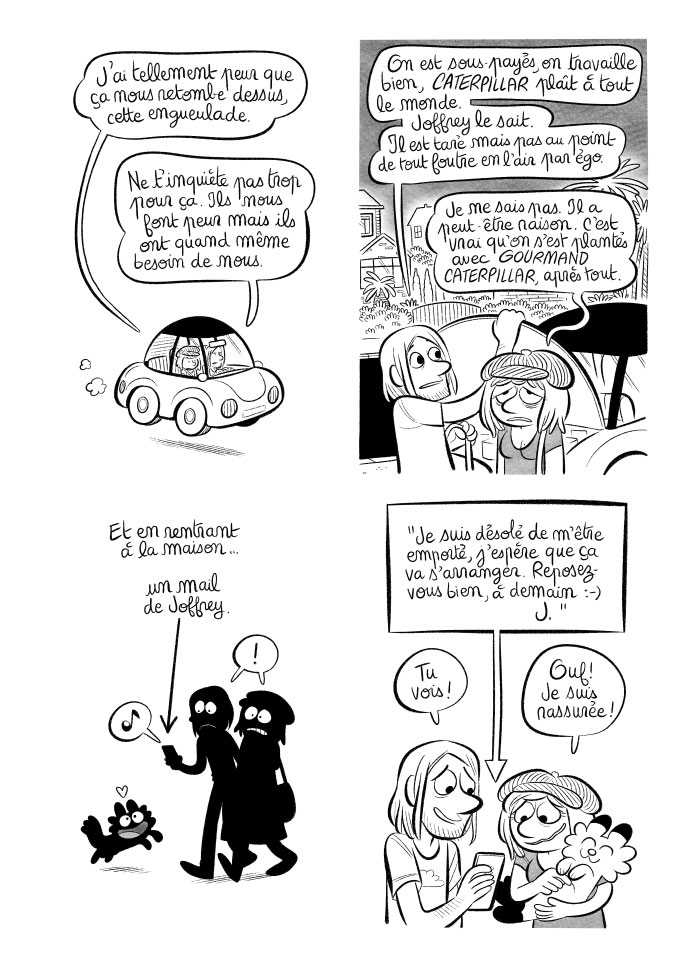 J'ai tellement peur que
ça nous retombe dessus,
cette engueulade.
Ne t'inquiète pas trop
pour ça. Ils nous
font peur mais ils
ont quand même
besoin de nous.
On est sous-payés, on travaille
bien, CATERPILLAR plaît à tout
le monde.
Joffrey le sait.
Il est taré mais pas au point
de tout foutre en l'air par égo.
Je ne sais pas. Il a
peut-être raison. C'est
vrai qu'on s'est plantés
avec GOURMAND
CATERPILLAR, après tout.
Et en rentrant
à la maison...
un mail
de Joffrey.
!
"Je suis désolé de m'être
emporté, j'espère que ça
va s'arranger. Reposez-
vous bien, à demain :-)
J. "
Tu
vois !
Ouf!
Je suis
rassurée !